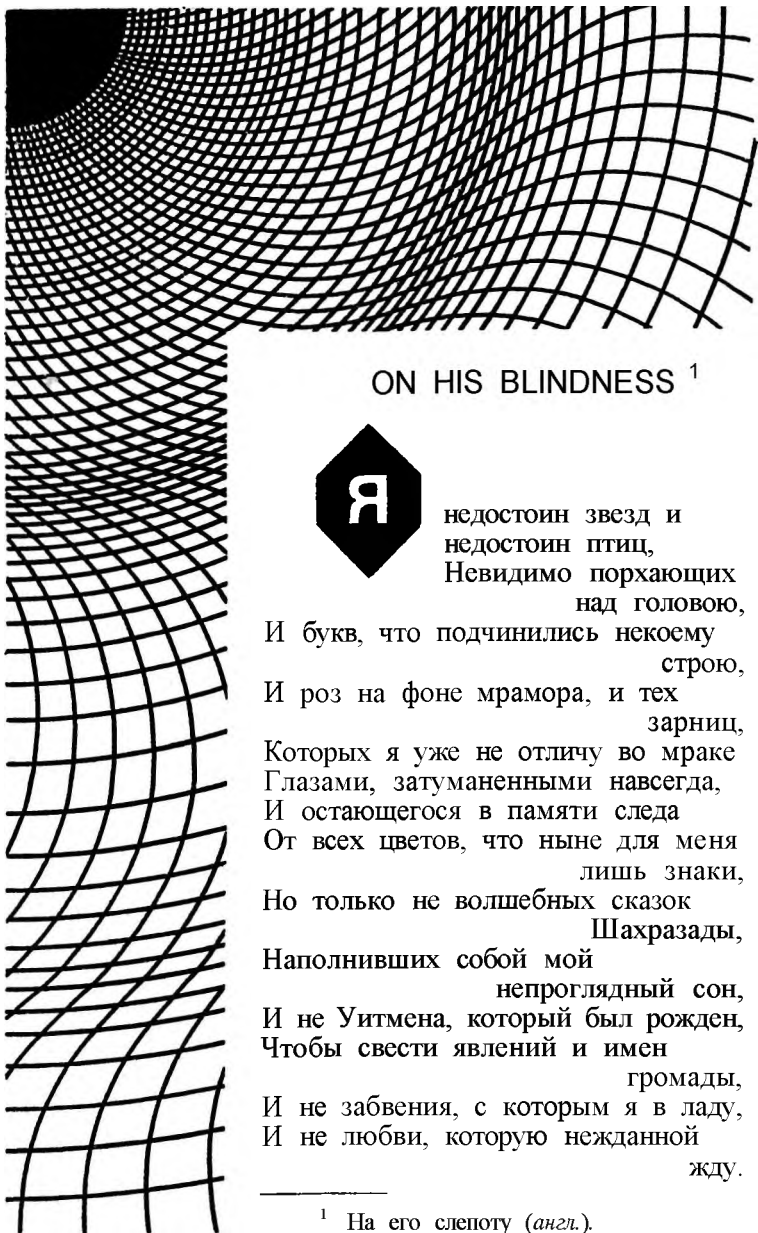 ON HIS BLINDNESS ¹
Я
недостоин звезд и
недостоин птиц,
Невидимо порхающих
над головою,
И букв, что подчинились некоему
строю,
И роз на фоне мрамора, и тех
зарниц,
Которых я уже не отличу во мраке
Глазами, затуманенными навсегда,
И остающегося в памяти следа
От всех цветов, что ныне для меня
лишь знаки,
Но только не волшебных сказок
Шахразады,
Наполнивших собой мой
непроглядный сон,
И не Уитмена, который был рожден,
Чтобы свести явлений и имен
громады,
И не забвения, с которым я в ладу,
И не любви, которую нежданной
жду.
¹ На его слепоту (англ.).